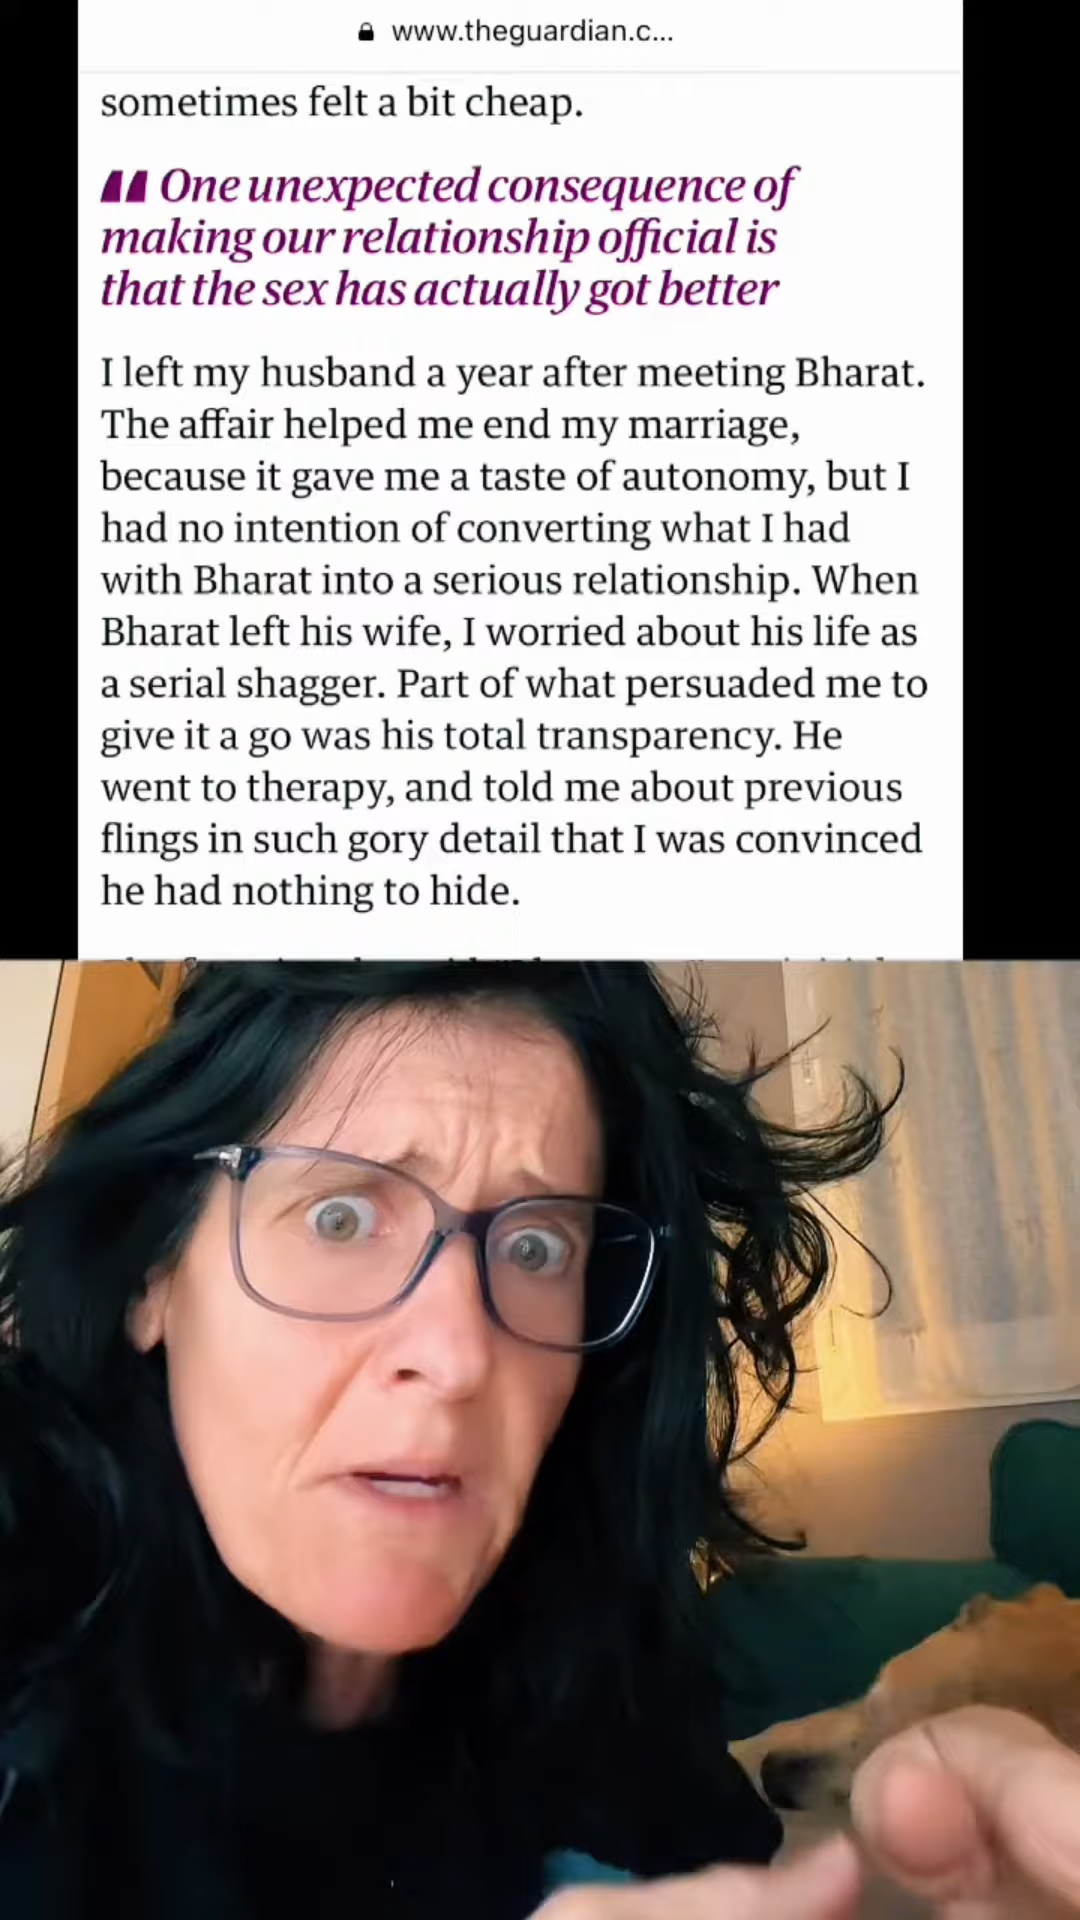 www.theguardian.c...
sometimes felt a bit cheap.
“ One unexpected consequence of
making our relationship official is
that the sex has actually got better
I left my husband a year after meeting Bharat.
The affair helped me end my marriage,
because it gave me a taste of autonomy, but I
had no intention of converting what I had
with Bharat into a serious relationship. When
Bharat left his wife, I worried about his life as
a serial shagger. Part of what persuaded me to
give it a go was his total transparency. He
went to therapy, and told me about previous
flings in such gory detail that I was convinced
he had nothing to hide.